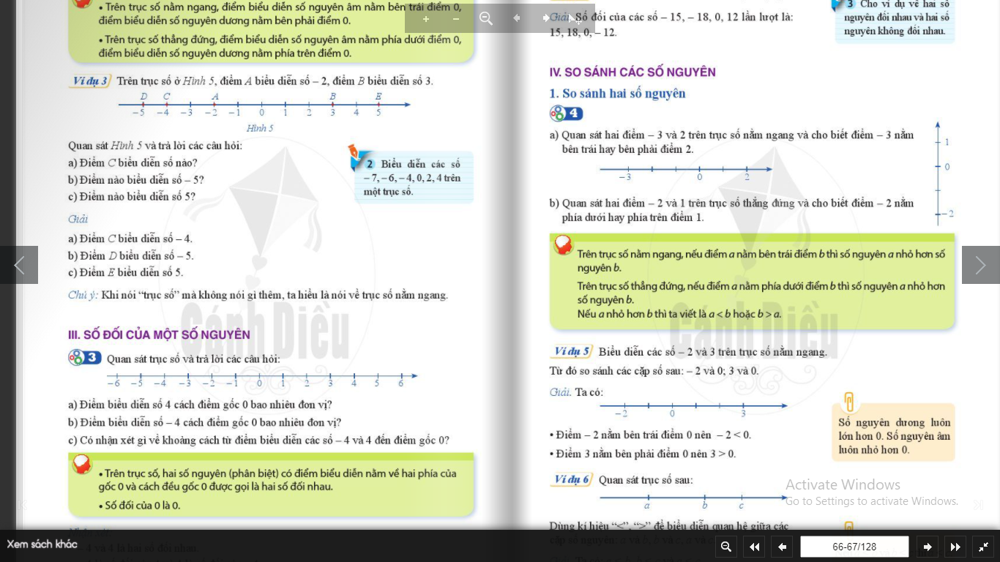 • Trên trục số nằm ngang, điểm biểu diễn số nguyên âm nằm bên trái điểm 0,
điểm biểu diễn số nguyên dương nằm bên phải điểm 0.
• Trên trục số thẳng đứng, điểm biểu diễn số nguyên âm nằm phía dưới điểm 0,
điểm biểu diễn số nguyên dương nằm phía trên điểm 0.
Ví dụ 3 Trên trục số ở Hình 5, điểm A biểu diễn số – 2, điểm B biểu diễn số 3.
D C A B E
–5 –4 –3 –2 –1 0 1 2 3 4 5
Hình 5
Quan sát Hình 5 và trả lời các câu hỏi:
a) Điểm C biểu diễn số nào?
b) Điểm nào biểu diễn số – 5?
c) Điểm nào biểu diễn số 5?
2 Biểu diễn các số
– 7, – 6, – 4, 0, 2, 4 trên
một trục số.
Giải
a) Điểm C biểu diễn số – 4.
b) Điểm D biểu diễn số – 5.
c) Điểm E biểu diễn số 5.
Chú ý: Khi nói “trục số” mà không nói gì thêm, ta hiểu là nói về trục số nằm ngang.
Cánh Diều
III. SỐ ĐỐI CỦA MỘT SỐ NGUYÊN
3 Quan sát trục số và trả lời các câu hỏi:
–6 –5 –4 –3 –2 –1 0 1 2 3 4 5 6
a) Điểm biểu diễn số 4 cách điểm gốc 0 bao nhiêu đơn vị?
b) Điểm biểu diễn số – 4 cách điểm gốc 0 bao nhiêu đơn vị?
c) Có nhận xét gì về khoảng cách từ điểm biểu diễn các số – 4 và 4 đến điểm gốc 0?
• Trên trục số, hai số nguyên (phân biệt) có điểm biểu diễn nằm về hai phía của
gốc 0 và cách đều gốc 0 được gọi là hai số đối nhau.
• Số đối của 0 là 0.
4 và 4 là hai số đối nhau.
Giải. Số đối của các số – 15, – 18, 0, 12 lần lượt là:
15, 18, 0, – 12.
3 Cho ví dụ về hai số
nguyên đối nhau và hai số
nguyên không đối nhau.
IV. SO SÁNH CÁC SỐ NGUYÊN
1. So sánh hai số nguyên
4
a) Quan sát hai điểm – 3 và 2 trên trục số nằm ngang và cho biết điểm – 3 nằm
bên trái hay bên phải điểm 2.
–3 0 2
b) Quan sát hai điểm – 2 và 1 trên trục số thẳng đứng và cho biết điểm – 2 nằm
phía dưới hay phía trên điểm 1.
1
0
–2
Trên trục số nằm ngang, nếu điểm a nằm bên trái điểm b thì số nguyên a nhỏ hơn số
nguyên b.
Trên trục số thẳng đứng, nếu điểm a nằm phía dưới điểm b thì số nguyên a nhỏ hơn
số nguyên b.
Nếu a nhỏ hơn b thì ta viết là a < b hoặc b > a.
Cánh Diều
Ví dụ 5 Biểu diễn các số – 2 và 3 trên trục số nằm ngang.
Từ đó so sánh các cặp số sau: – 2 và 0; 3 và 0.
Giải. Ta có:
–2 0 3
• Điểm – 2 nằm bên trái điểm 0 nên – 2 < 0.
• Điểm 3 nằm bên phải điểm 0 nên 3 > 0.
Số nguyên dương luôn
lớn hơn 0. Số nguyên âm
luôn nhỏ hơn 0.
Ví dụ 6 Quan sát trục số sau:
a b c
Dùng kí hiệu “<”, “>” để biểu diễn quan hệ giữa các
Activate Windows
Go to Settings to activate Windows.
Xem sách khác
66-67/128